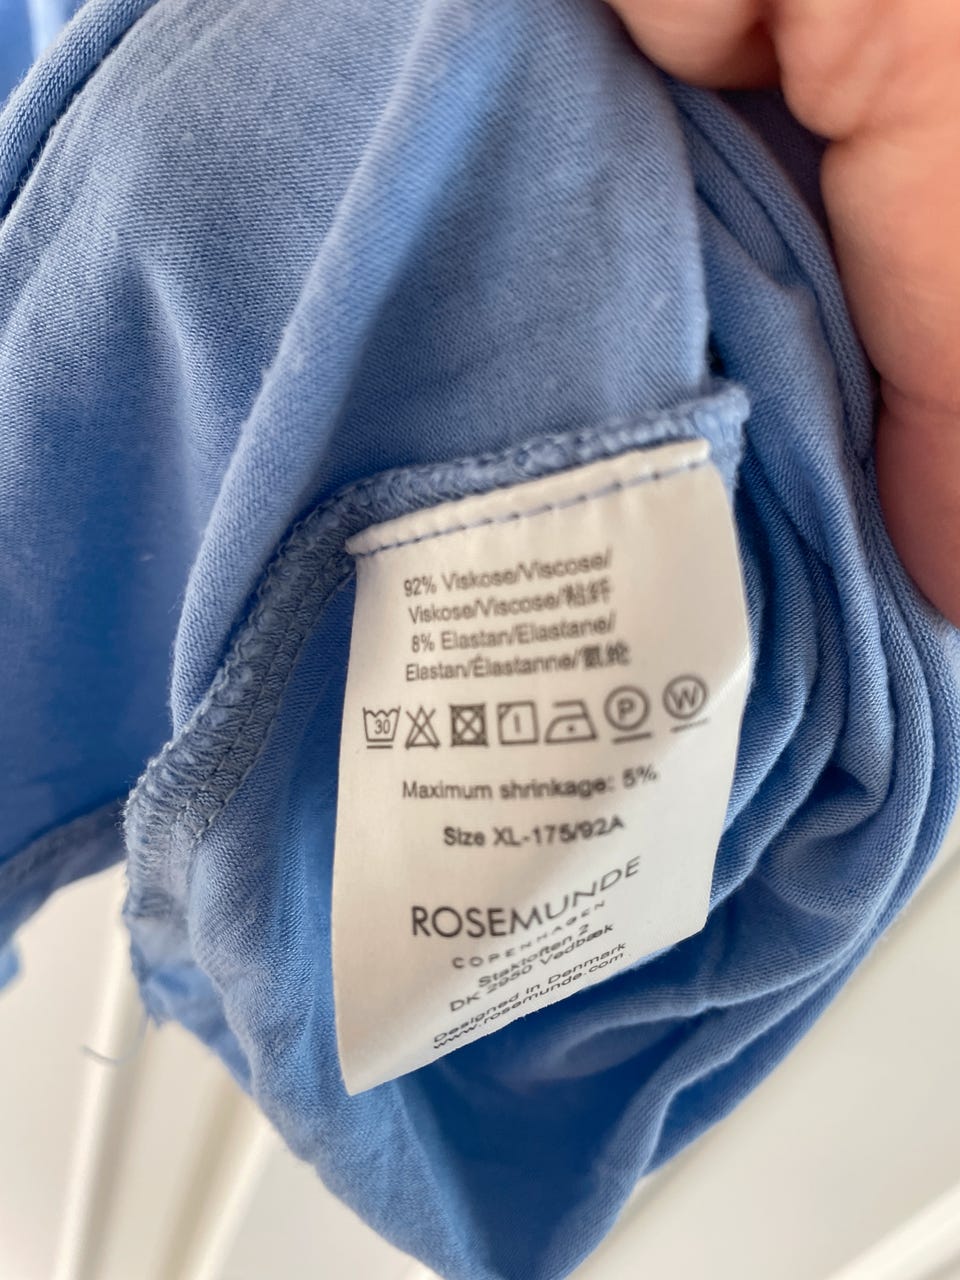 92% Viskose/Viscose/
Viskose/Viscose/粘纤
8% Elastan/Elastane/
Elastan/Élastanne/氨纶
30 P W
Maximum shrinkage: 5%
Size XL-175/92A
ROSEMUNDE
COPENHAGEN
Stakloften 2
DK 2950 Vedbæk
Designed in Denmark
www.rosemunde.com